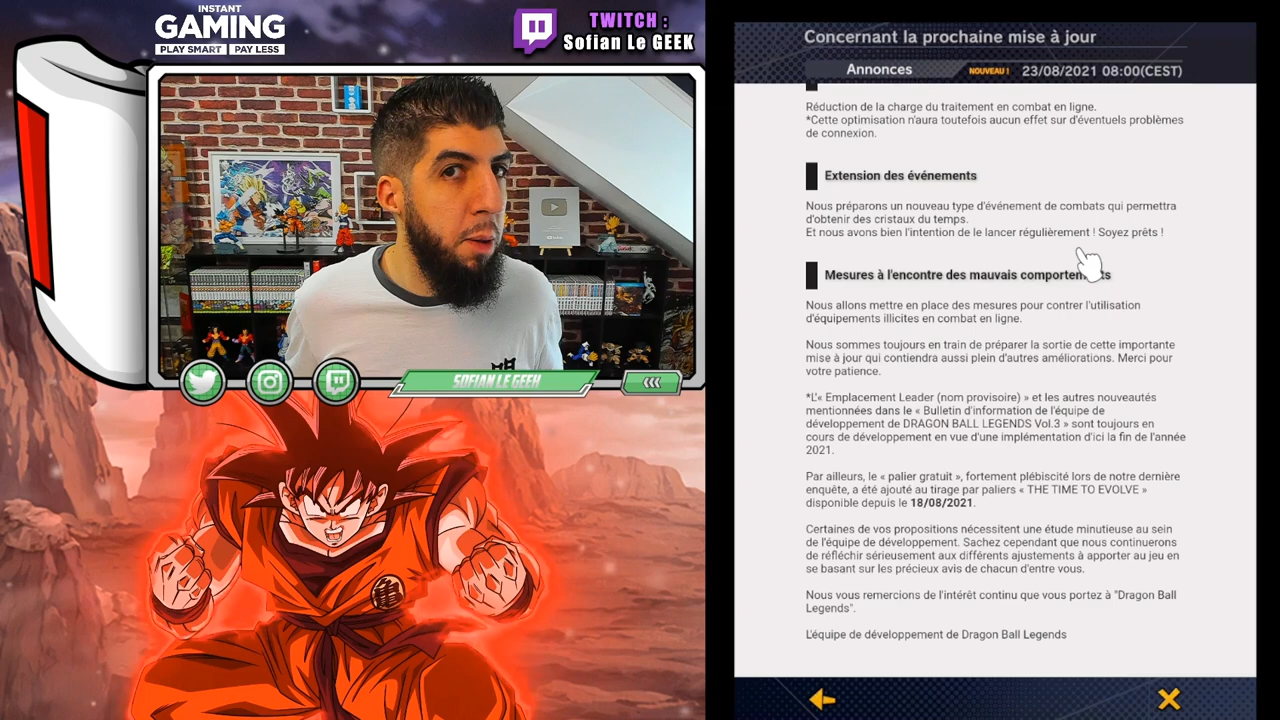 INSTANT
GAMING
PLAY SMART PAY LESS
TWITCH :
Sofian Le GEEK
SOFIAN LE GEEK
Concernant la prochaine mise à jour
Annonces NOUVEAU ! 23/08/2021 08:00(CEST)
Réduction de la charge du traitement en combat en ligne.
*Cette optimisation n'aura toutefois aucun effet sur d'éventuels problèmes
de connexion.
Extension des événements
Nous préparons un nouveau type d'événement de combats qui permettra
d'obtenir des cristaux du temps.
Et nous avons bien l'intention de le lancer régulièrement ! Soyez prêts !
Mesures à l'encontre des mauvais comportements
Nous allons mettre en place des mesures pour contrer l'utilisation
d'équipements illicites en combat en ligne.
Nous sommes toujours en train de préparer la sortie de cette importante
mise à jour qui contiendra aussi plein d'autres améliorations. Merci pour
votre patience.
*L'« Emplacement Leader (nom provisoire) » et les autres nouveautés
mentionnées dans le « Bulletin d'information de l'équipe de
développement de DRAGON BALL LEGENDS Vol.3 » sont toujours en
cours de développement en vue d'une implémentation d'ici la fin de l'année
2021.
Par ailleurs, le « palier gratuit », fortement plébiscité lors de notre dernière
enquête, a été ajouté au tirage par paliers « THE TIME TO EVOLVE »
disponible depuis le 18/08/2021.
Certaines de vos propositions nécessitent une étude minutieuse au sein
de l'équipe de développement. Sachez cependant que nous continuerons
de réfléchir sérieusement aux différents ajustements à apporter au jeu en
se basant sur les précieux avis de chacun d'entre vous.
Nous vous remercions de l'intérêt continu que vous portez à "Dragon Ball
Legends".
L'équipe de développement de Dragon Ball Legends